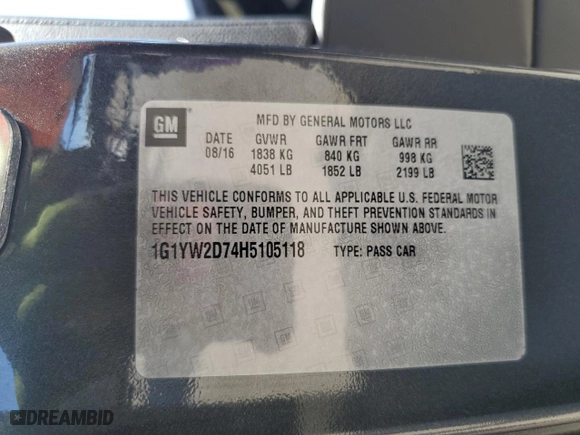 GM
MFD BY GENERAL MOTORS LLC
DATE GVWR GAWR FRT GAWR RR
08/16 1838 KG 840 KG 998 KG
4051 LB 1852 LB 2199 LB
THIS VEHICLE CONFORMS TO ALL APPLICABLE U.S. FEDERAL MOTOR
VEHICLE SAFETY, BUMPER, AND THEFT PREVENTION STANDARDS IN
EFFECT ON THE DATE OF MANUFACTURE SHOWN ABOVE.
1G1YW2D74H5105118 TYPE: PASS CAR
DREAMBID